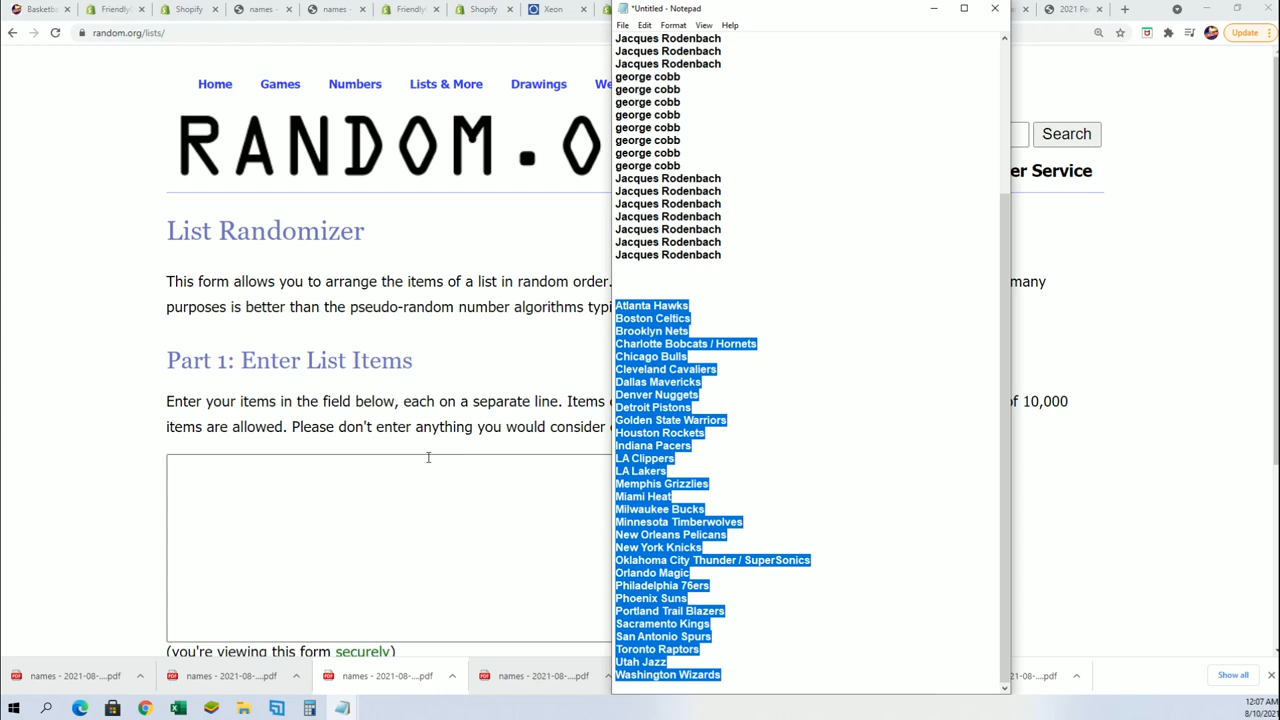 Basketb
Friendly
Shopify
names -
names -
Friendly
Shopify
Xeon
*Untitled - Notepad
2021 Pa
random.org/lists/
Update
File Edit Format View Help
Home Games Numbers Lists & More Drawings We
RANDOM.O
Search
er Service
List Randomizer
This form allows you to arrange the items of a list in random order.
many
purposes is better than the pseudo-random number algorithms typi
Part 1: Enter List Items
Enter your items in the field below, each on a separate line. Items
of 10,000
items are allowed. Please don't enter anything you would consider
(you're viewing this form securely)
Jacques Rodenbach
Jacques Rodenbach
Jacques Rodenbach
george cobb
george cobb
george cobb
george cobb
george cobb
george cobb
george cobb
george cobb
Jacques Rodenbach
Jacques Rodenbach
Jacques Rodenbach
Jacques Rodenbach
Jacques Rodenbach
Jacques Rodenbach
Jacques Rodenbach
Atlanta Hawks
Boston Celtics
Brooklyn Nets
Charlotte Bobcats / Hornets
Chicago Bulls
Cleveland Cavaliers
Dallas Mavericks
Denver Nuggets
Detroit Pistons
Golden State Warriors
Houston Rockets
Indiana Pacers
LA Clippers
LA Lakers
Memphis Grizzlies
Miami Heat
Milwaukee Bucks
Minnesota Timberwolves
New Orleans Pelicans
New York Knicks
Oklahoma City Thunder / SuperSonics
Orlando Magic
Philadelphia 76ers
Phoenix Suns
Portland Trail Blazers
Sacramento Kings
San Antonio Spurs
Toronto Raptors
Utah Jazz
Washington Wizards
names - 2021-08-....pdf
names - 2021-08-....pdf
names - 2021-08-....pdf
names - 2021-08-....pdf
021-08-....pdf
Show all
12:07 AM
8/10/2021